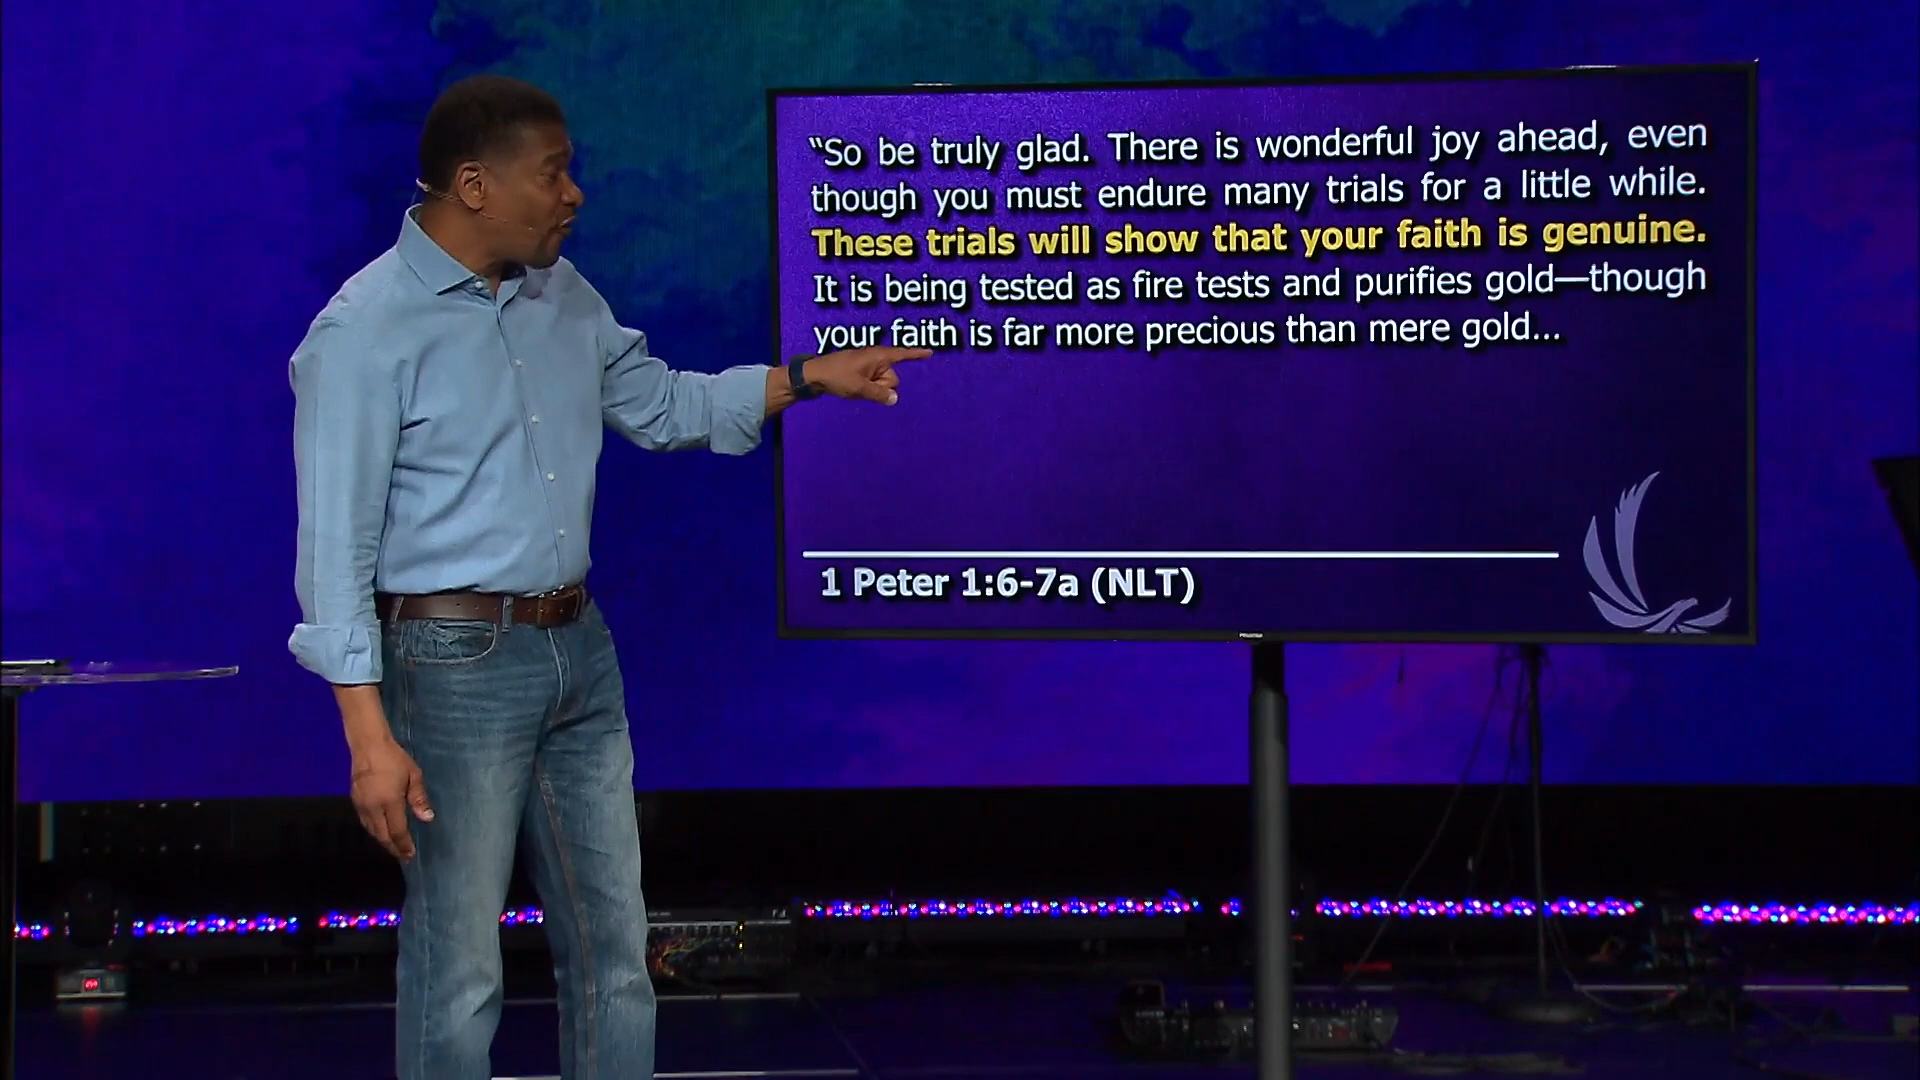 “So be truly glad. There is wonderful joy ahead, even
though you must endure many trials for a little while.
These trials will show that your faith is genuine.
It is being tested as fire tests and purifies gold—though
your faith is far more precious than mere gold...
1 Peter 1:6-7a (NLT)